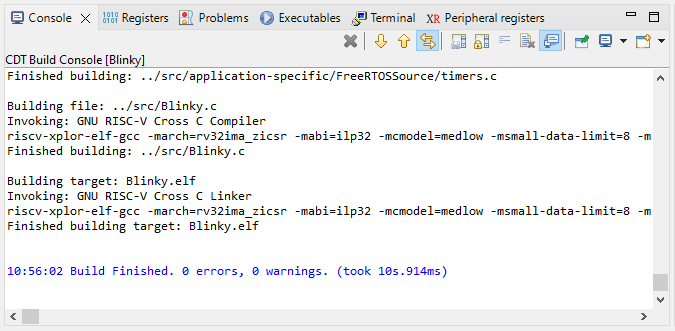 Console Registers Problems Executables Terminal XR Peripheral registers
CDT Build Console [Blinky]
Finished building: ../src/application-specific/FreeRTOSSource/timers.c
Building file: ../src/Blinky.c
Invoking: GNU RISC-V Cross C Compiler
riscv-xplor-elf-gcc -march=rv32ima_zicsr -mabi=ilp32 -mcmodel=medlow -msmall-data-limit=8 -m
Finished building: ../src/Blinky.c
Building target: Blinky.elf
Invoking: GNU RISC-V Cross C Linker
riscv-xplor-elf-gcc -march=rv32ima_zicsr -mabi=ilp32 -mcmodel=medlow -msmall-data-limit=8 -m
Finished building target: Blinky.elf
10:56:02 Build Finished. 0 errors, 0 warnings. (took 10s.914ms)